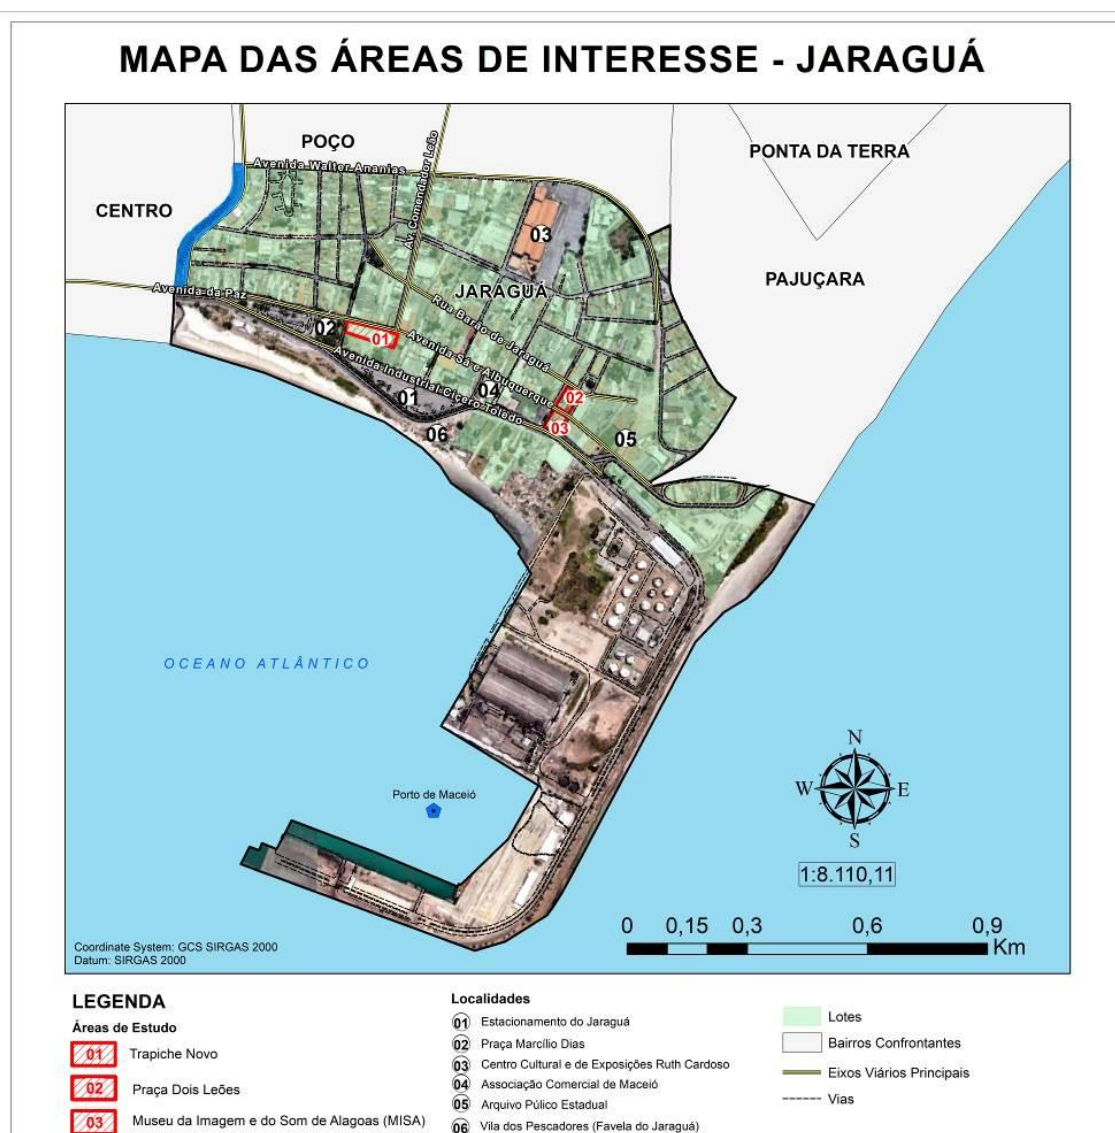 MAPA DAS ÁREAS DE INTERESSE - JARAGUÁ
POÇO
PONTA DA TERRA
Avenida Walter Ananias
Av. Comendador Leão
CENTRO
03
PAJUÇARA
JARAGUÁ
Avenida da Paz
Rua Barão de Jaraguá
02
01
Avenida Sá e Albuquerque
Avenida Industrial Cíçero Toledo
04
01
02
03
06
05
OCEANO ATLÂNTICO
N
W E
S
Porto de Maceió
1:8.110,11
0 0,15 0,3 0,6 0,9
Km
Coordinate System: GCS SIRGAS 2000
Datum: SIRGAS 2000
LEGENDA
Áreas de Estudo
01 Trapiche Novo
02 Praça Dois Leões
03 Museu da Imagem e do Som de Alagoas (MISA)
Localidades
01 Estacionamento do Jaraguá
02 Praça Marcílio Dias
03 Centro Cultural e de Exposições Ruth Cardoso
04 Associação Comercial de Maceió
05 Arquivo Púlico Estadual
06 Vila dos Pescadores (Favela do Jaraguá)
Lotes
Bairros Confrontantes
Eixos Viários Principais
Vias